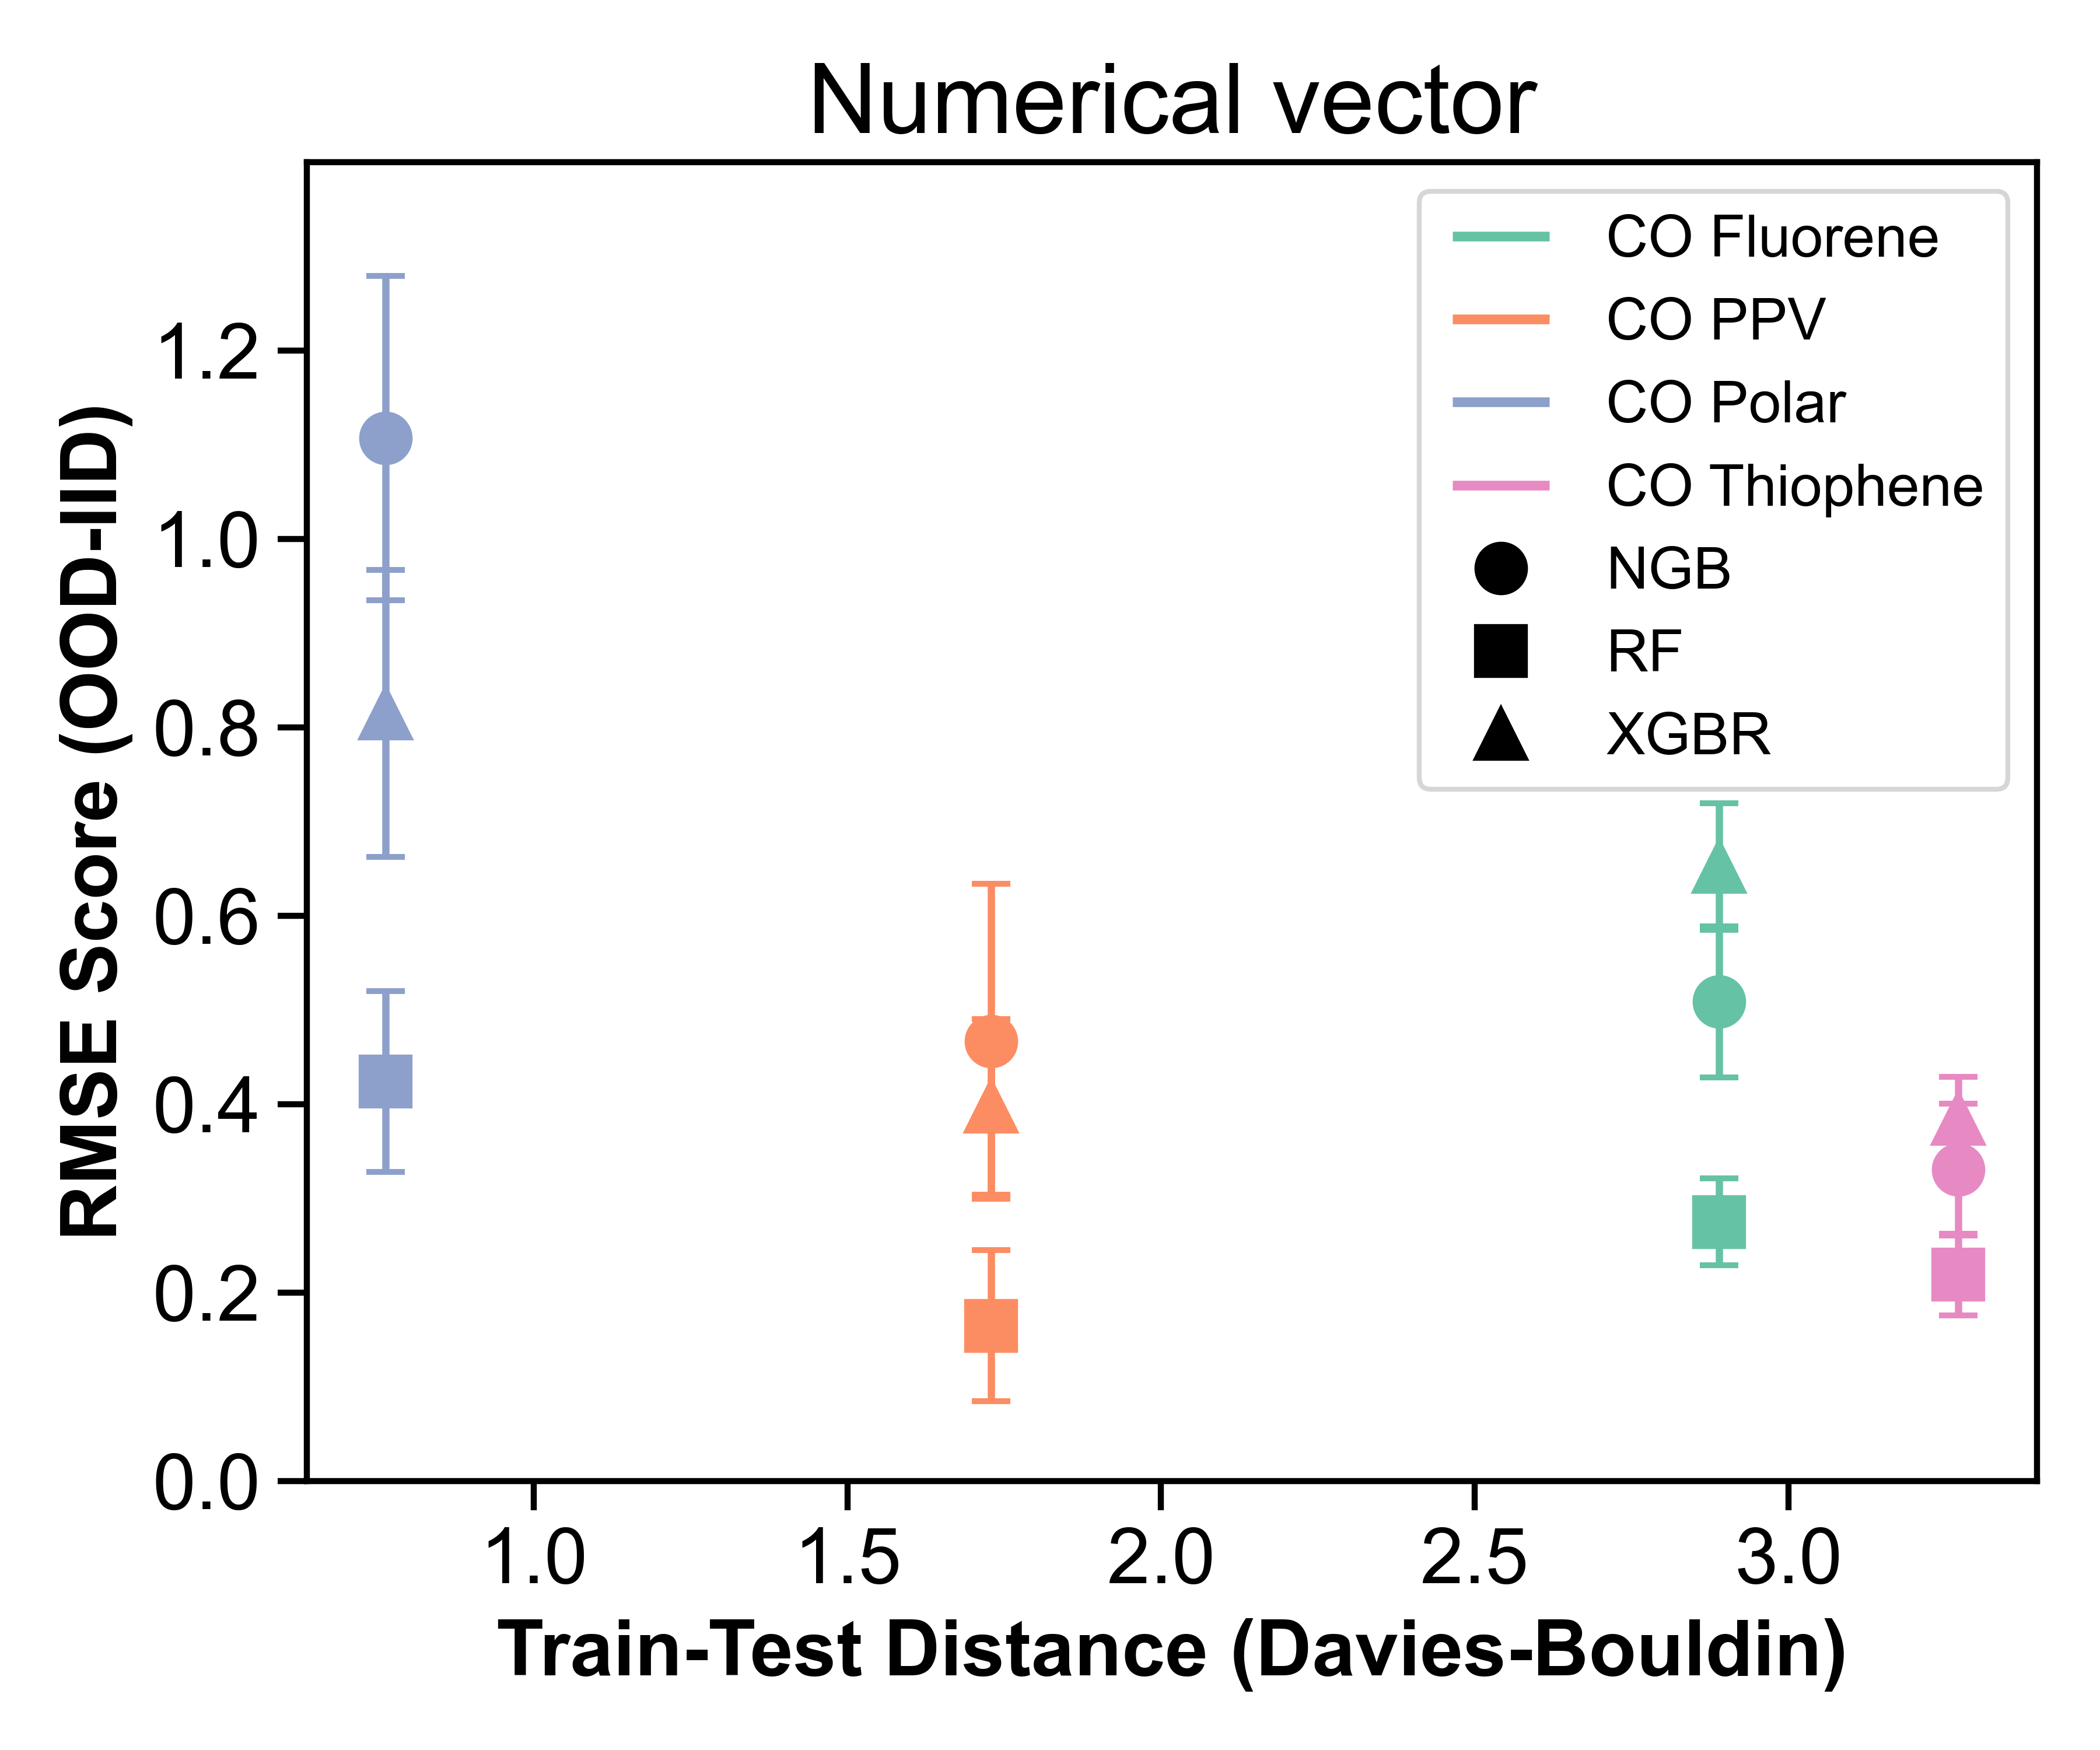 Numerical vector
RMSE Score (OOD-IID)
1.2
1.0
0.8
0.6
0.4
0.2
0.0
CO Fluorene
CO PPV
CO Polar
CO Thiophene
NGB
RF
XGBR
1.0 1.5 2.0 2.5 3.0
Train-Test Distance (Davies-Bouldin)